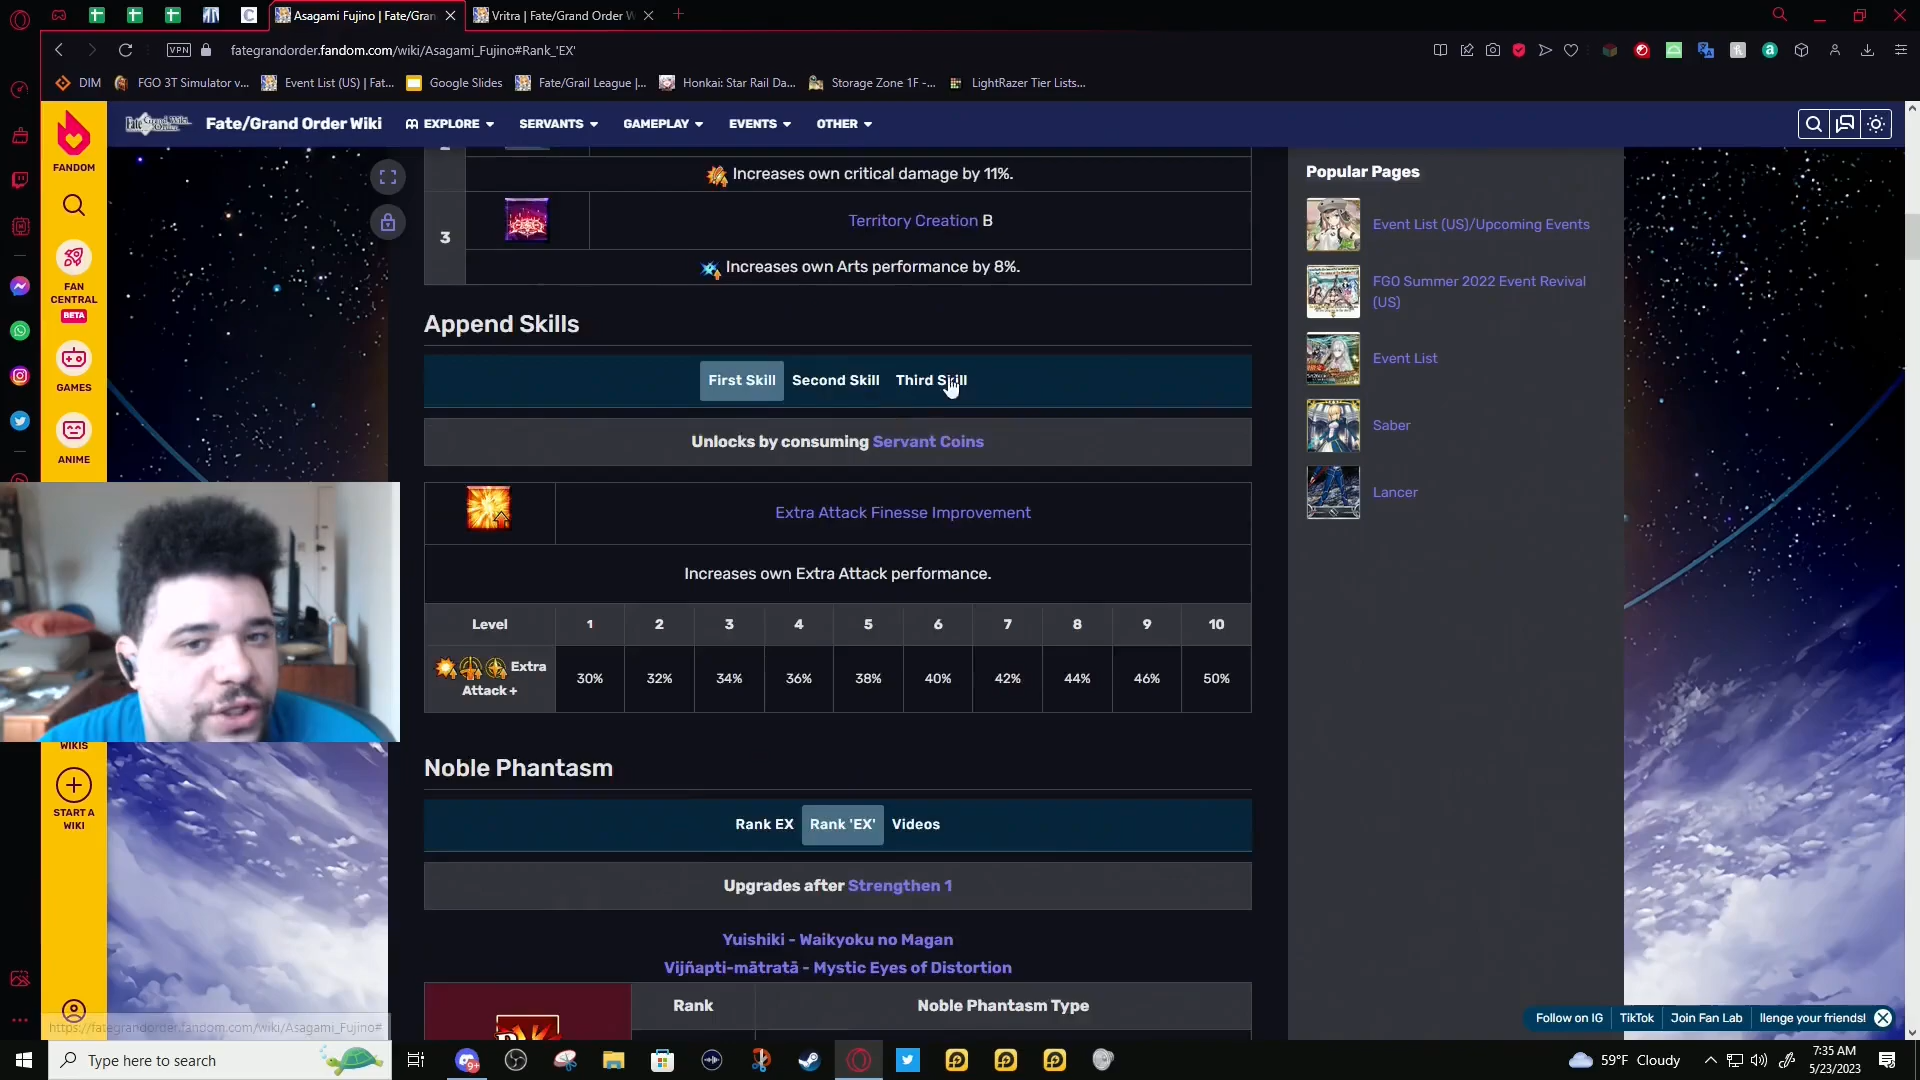 Asagami Fujino | Fate/Gran
Vritra | Fate/Grand Order W
VPN
fategrandorder.fandom.com/wiki/Asagami_Fujino#Rank_'EX'
DIM
FGO 3T Simulator v...
Event List (US) | Fat...
Google Slides
Fate/Grail League |...
Honkai: Star Rail Da...
Storage Zone 1F -...
LightRazer Tier Lists...
FANDOM
FAN CENTRAL
BETA
GAMES
ANIME
WIKIS
START A WIKI
Fate/Grand Order Wiki
EXPLORE
SERVANTS
GAMEPLAY
EVENTS
OTHER
2
Increases own critical damage by 11%.
3
Territory Creation B
Increases own Arts performance by 8%.
Append Skills
First Skill
Second Skill
Third Skill
Unlocks by consuming Servant Coins
Extra Attack Finesse Improvement
Increases own Extra Attack performance.
Level 1 2 3 4 5 6 7 8 9 10
Extra Attack + 30% 32% 34% 36% 38% 40% 42% 44% 46% 50%
Noble Phantasm
Rank EX
Rank 'EX'
Videos
Upgrades after Strengthen 1
Yuishiki - Waikyoku no Magan
Vijñapti-mātratā - Mystic Eyes of Distortion
Rank
Noble Phantasm Type
Popular Pages
Event List (US)/Upcoming Events
FGO Summer 2022 Event Revival (US)
Event List
Saber
Lancer
Follow on IG
TikTok
Join Fan Lab
llenge your friends!
https://fategrandorder.fandom.com/wiki/Asagami_Fujino#
Type here to search
9+
59°F Cloudy
7:35 AM
5/23/2023